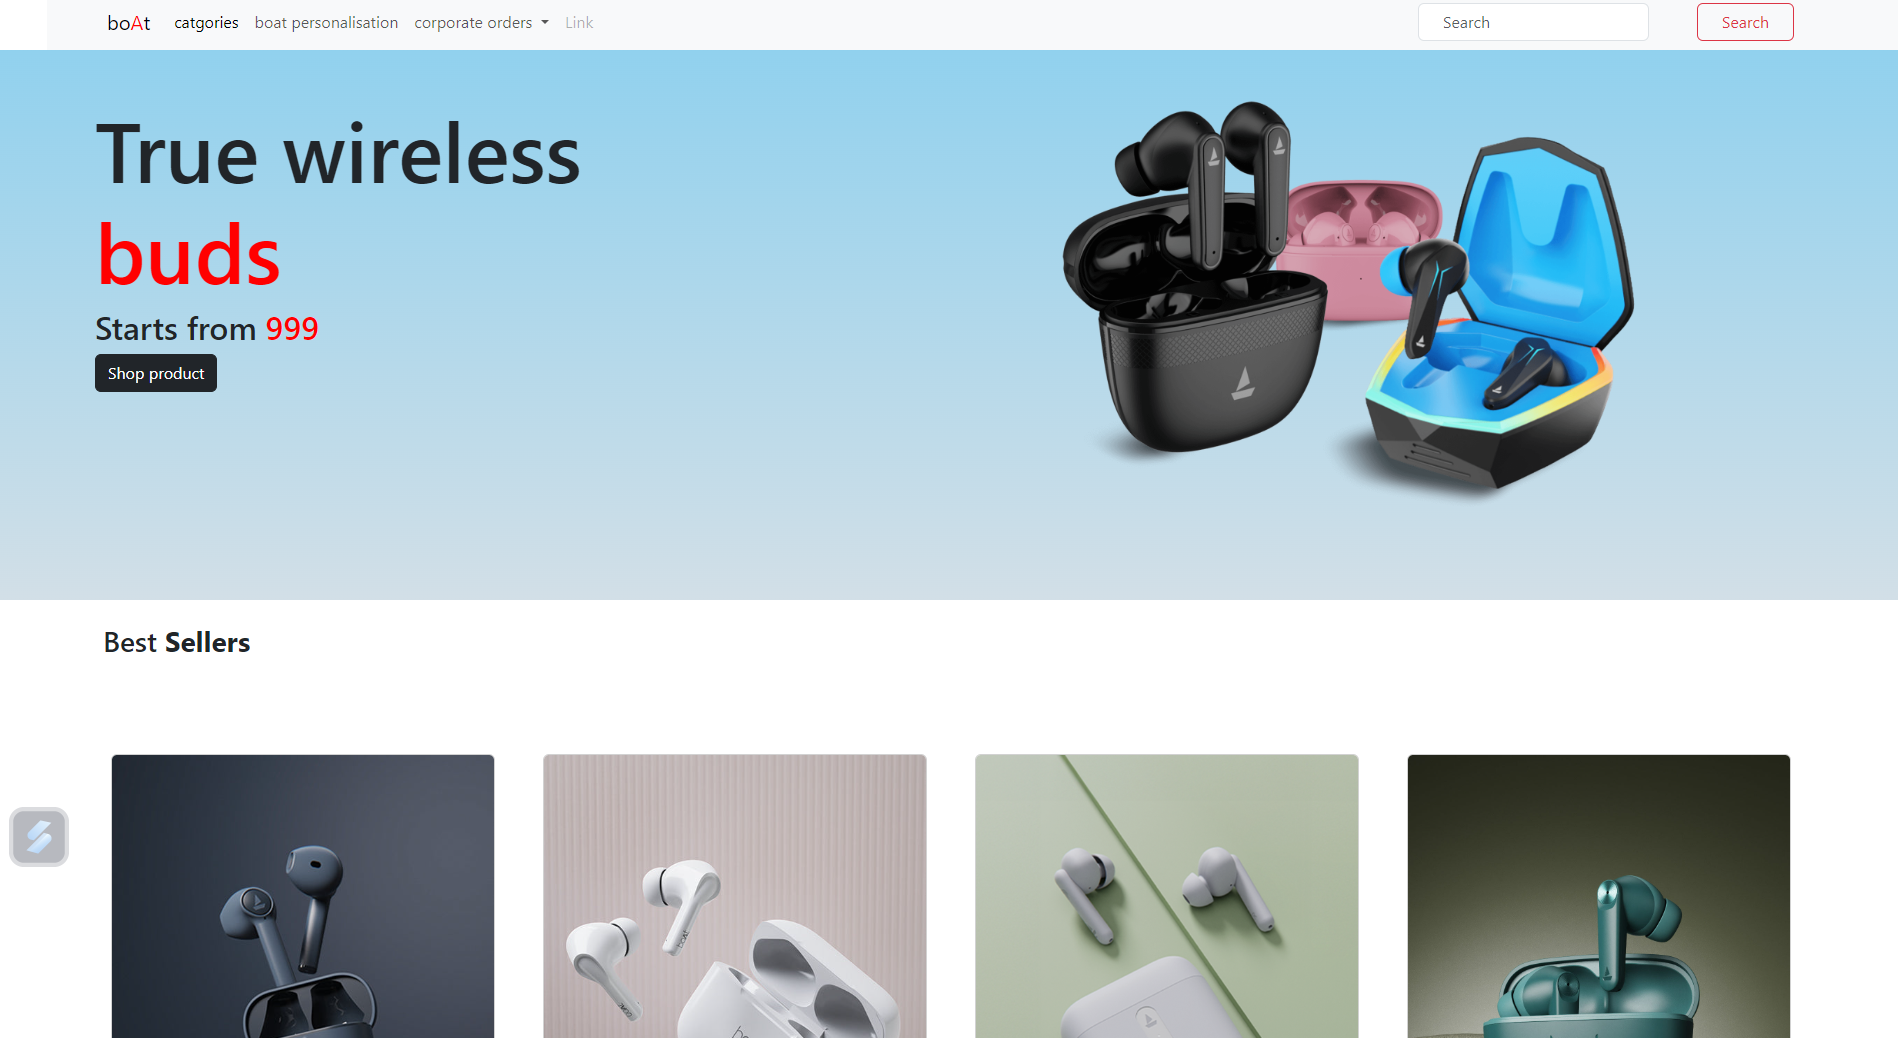 boAt catgories boat personalisation corporate orders Link Search Search
True wireless
buds
Starts from 999
Shop product
Best Sellers
boAt